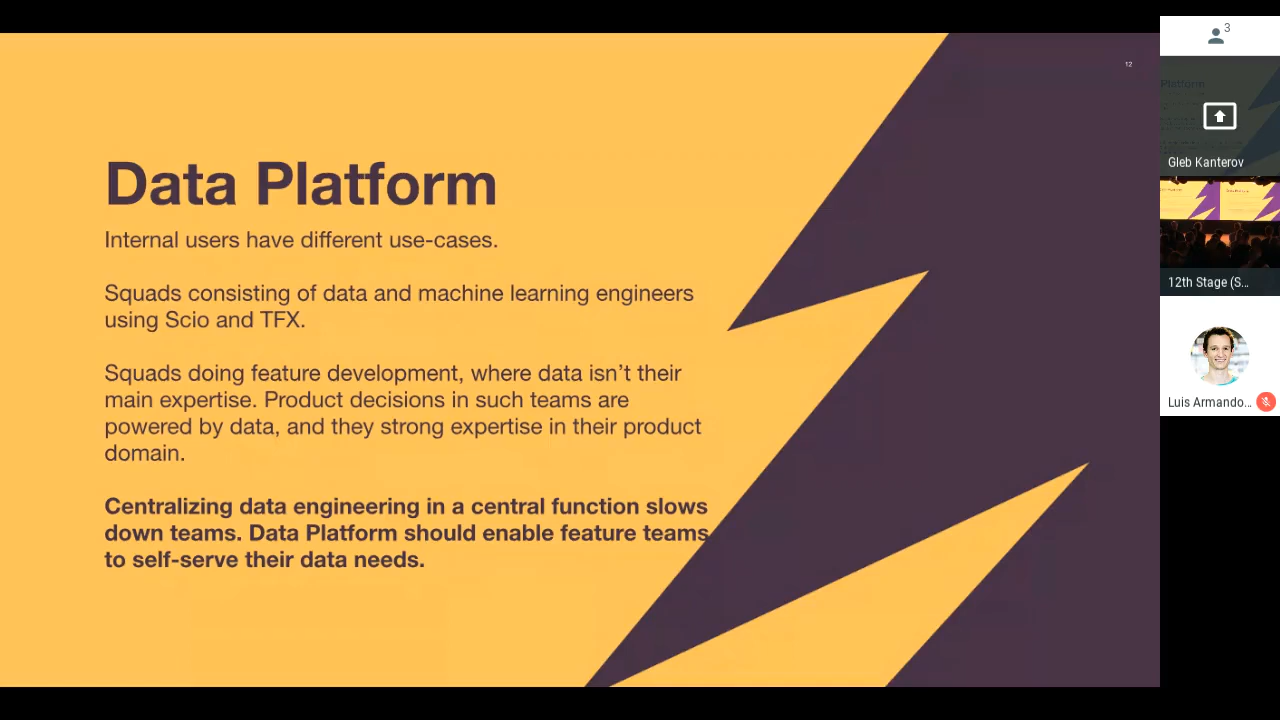 12
Data Platform
Internal users have different use-cases.
Squads consisting of data and machine learning engineers
using Scio and TFX.
Squads doing feature development, where data isn’t their
main expertise. Product decisions in such teams are
powered by data, and they strong expertise in their product
domain.
Centralizing data engineering in a central function slows
down teams. Data Platform should enable feature teams
to self-serve their data needs.
3
Platform
Gleb Kanterov
12th Stage (S...
Luis Armando...